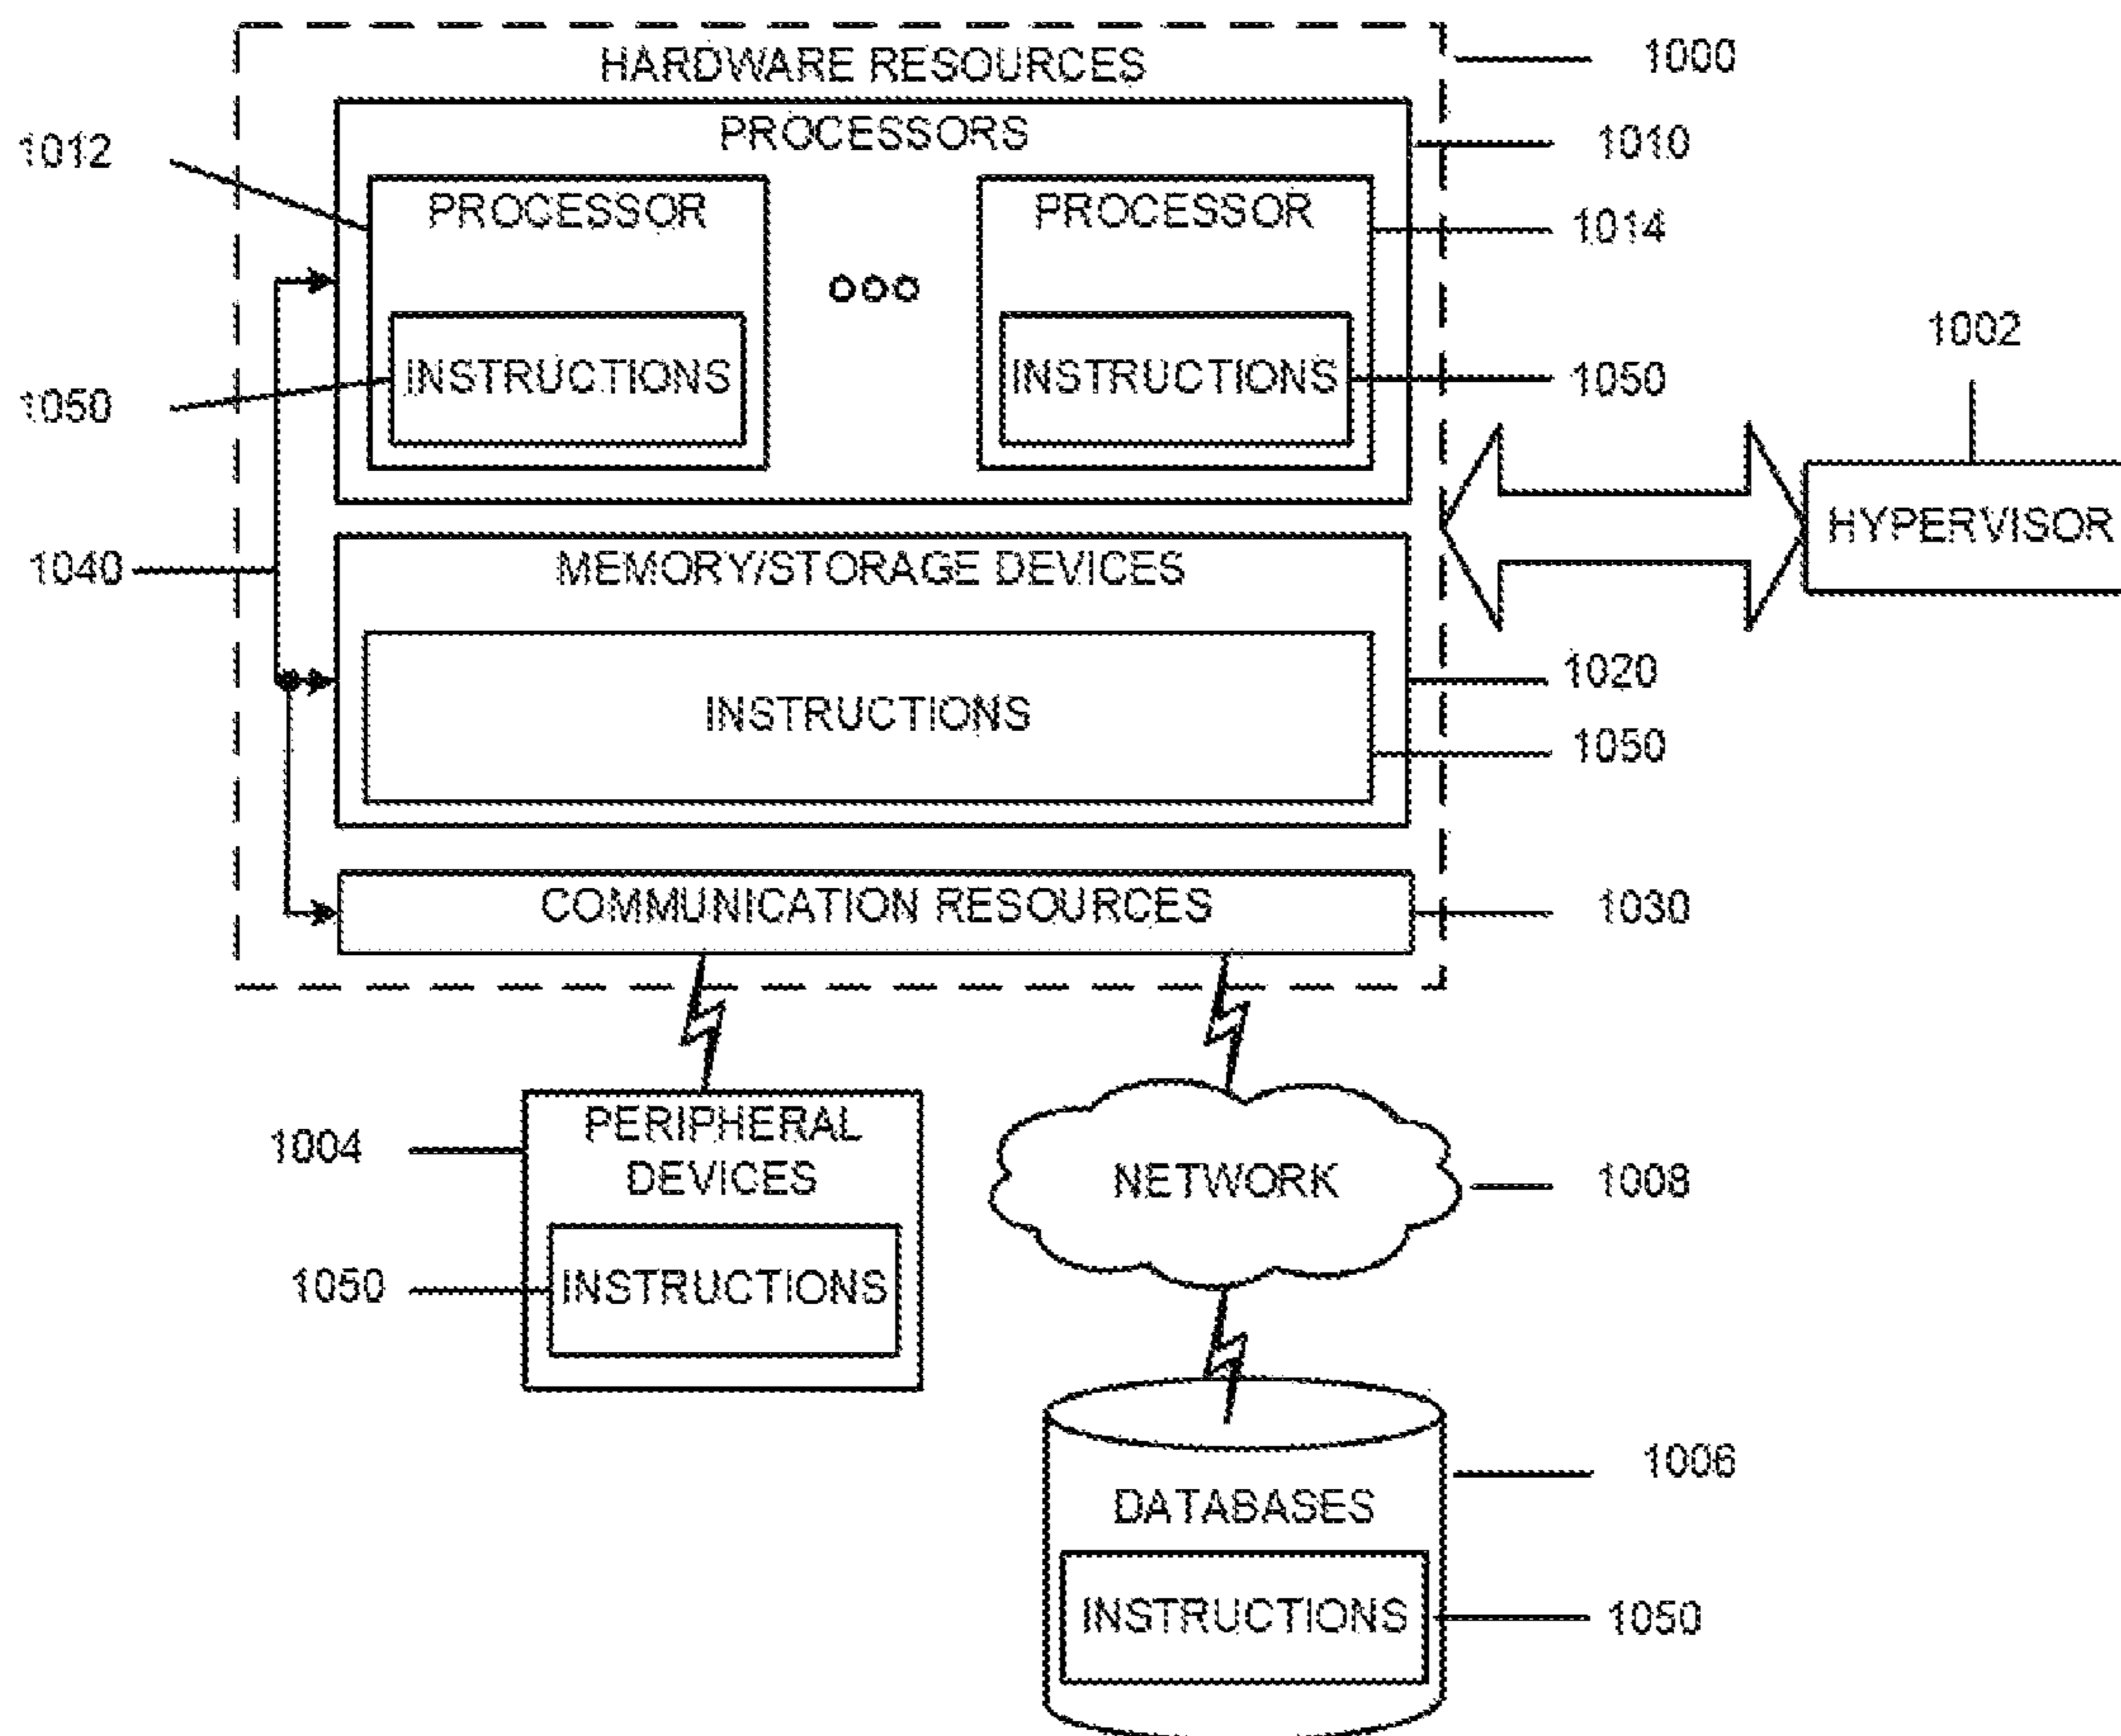 HARDWARE RESOURCES
1000
PROCESSORS
1010
1012
PROCESSOR
PROCESSOR
1014
1002
1050
INSTRUCTIONS
INSTRUCTIONS
1050
HYPERVISOR
1040
MEMORY/STORAGE DEVICES
1020
INSTRUCTIONS
1050
COMMUNICATION RESOURCES
1030
1004
PERIPHERAL
DEVICES
NETWORK
1008
1050
INSTRUCTIONS
1006
DATABASES
INSTRUCTIONS
1050